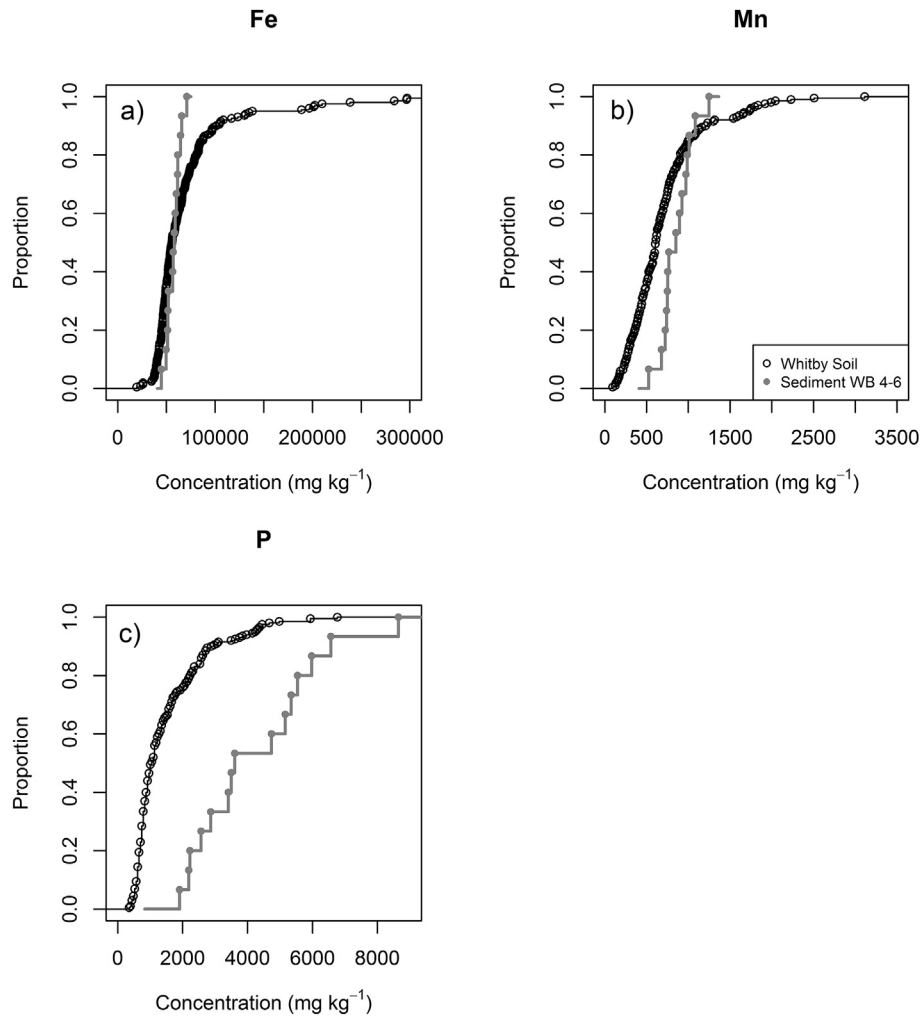 Fe
a)
Proportion
0.0 0.2 0.4 0.6 0.8 1.0
0 100000 200000 300000
Concentration (mg kg⁻¹)
Mn
b)
Proportion
0.0 0.2 0.4 0.6 0.8 1.0
Whitby Soil
Sediment WB 4-6
0 500 1500 2500 3500
Concentration (mg kg⁻¹)
P
c)
Proportion
0.0 0.2 0.4 0.6 0.8 1.0
0 2000 4000 6000 8000
Concentration (mg kg⁻¹)